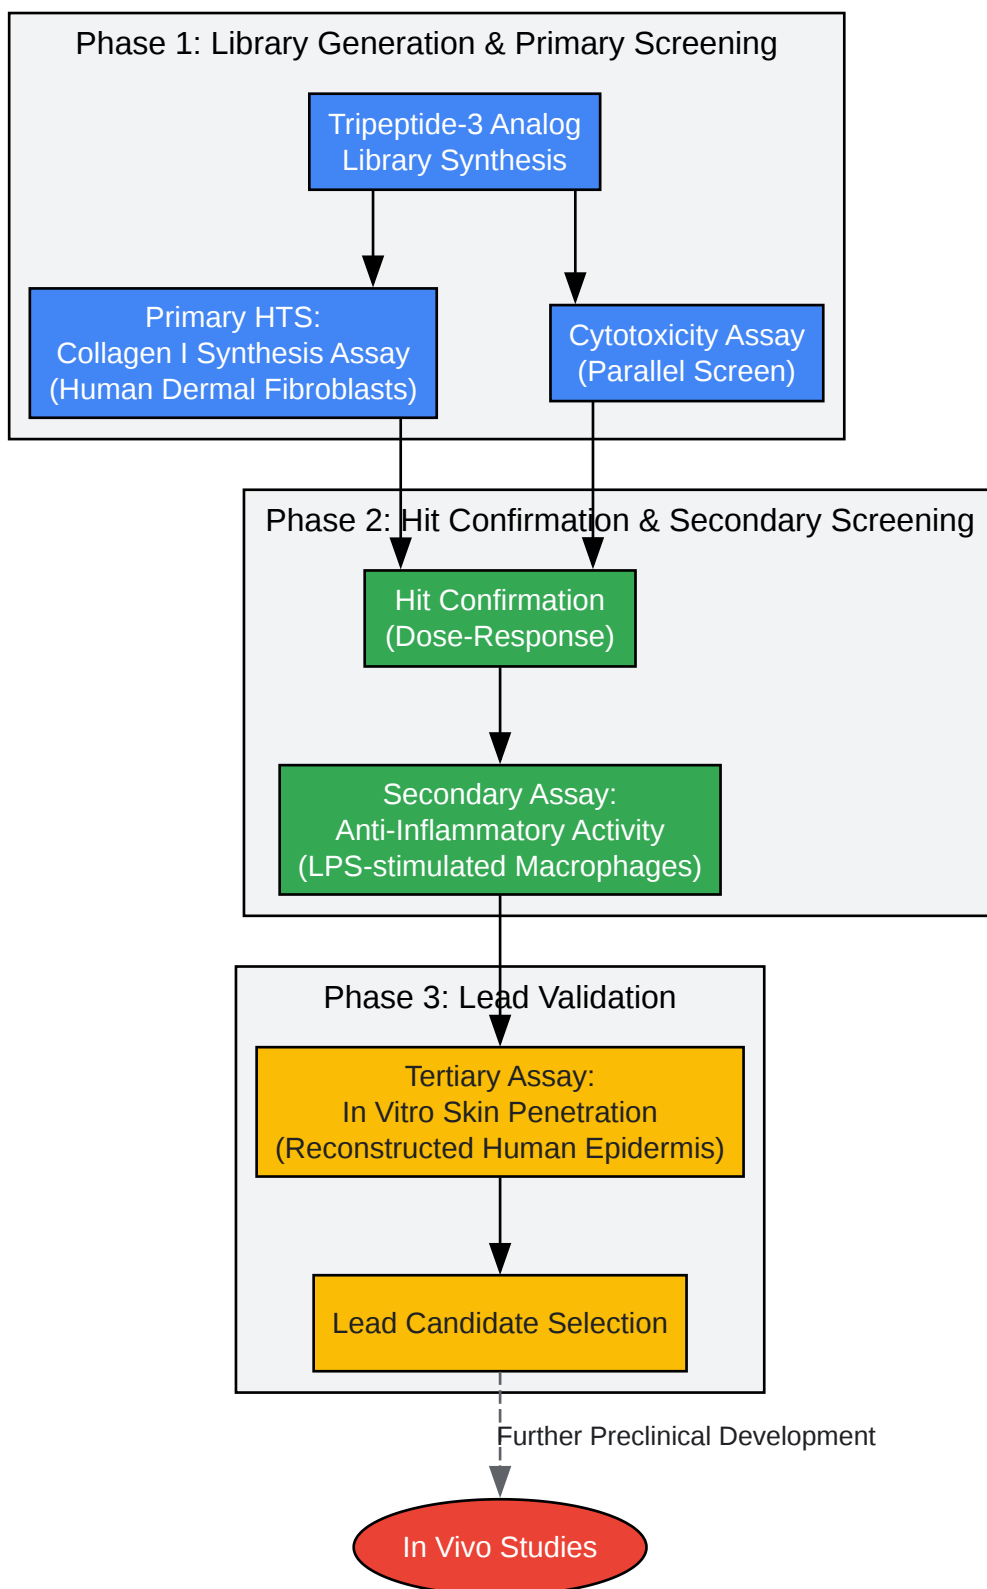 Phase 1: Library Generation & Primary Screening
Tripeptide-3 Analog
Library Synthesis
Primary HTS:
Collagen I Synthesis Assay
(Human Dermal Fibroblasts)
Cytotoxicity Assay
(Parallel Screen)
Phase 2: Hit Confirmation & Secondary Screening
Hit Confirmation
(Dose-Response)
Secondary Assay:
Anti-Inflammatory Activity
(LPS-stimulated Macrophages)
Phase 3: Lead Validation
Tertiary Assay:
In Vitro Skin Penetration
(Reconstructed Human Epidermis)
Lead Candidate Selection
Further Preclinical Development
In Vivo Studies